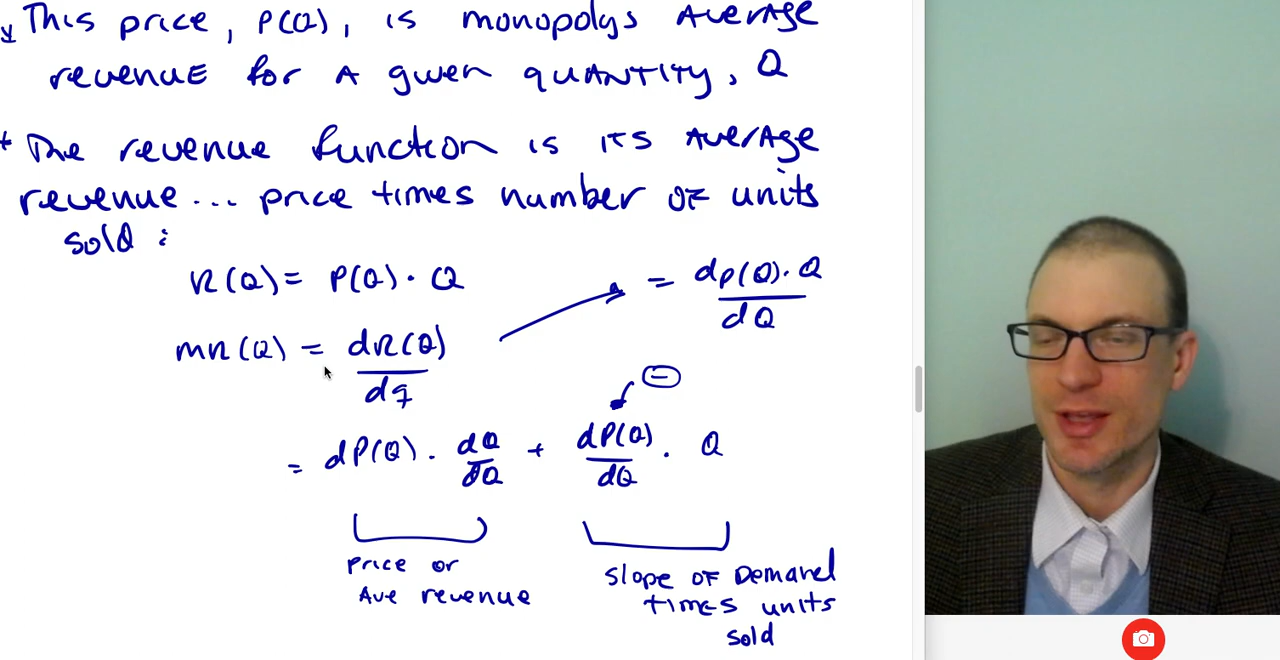 * This price, P(Q), is monopolys Average
revenue for A given quantity, Q
* The revenue function is its Average
revenue... price times number of units
sold :
R(Q) = P(Q) · Q
= dp(Q)·Q / dQ
MR(Q) = dR(Q) / dq
= dP(Q) · dQ/dQ + dP(Q)/dQ · Q
(-)
Price or
Ave revenue
Slope of Demand
times units
sold